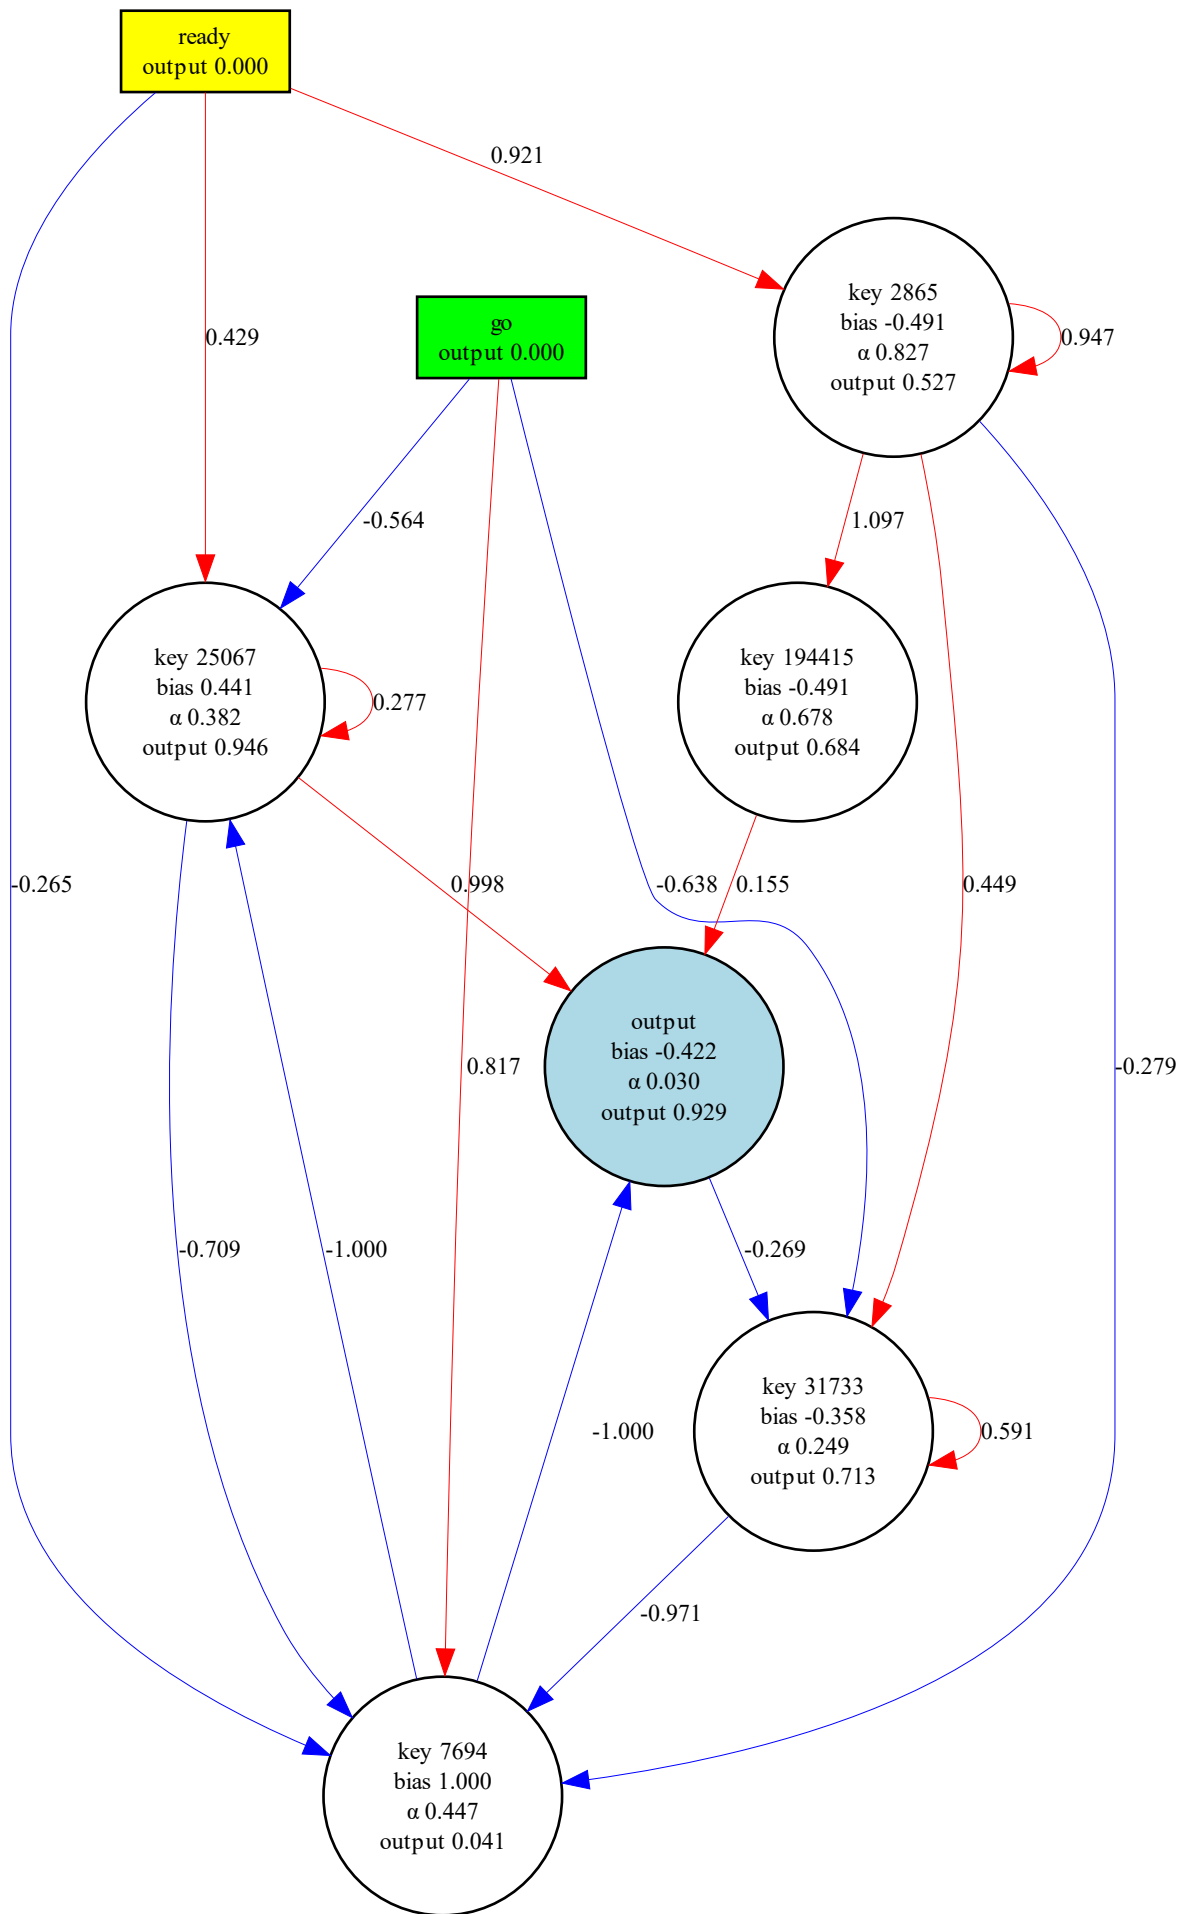 ready
output 0.000
0.921
key 2865
bias -0.491
α 0.827
output 0.527
0.947
go
output 0.000
0.429
-0.564
1.097
key 25067
bias 0.441
α 0.382
output 0.946
0.277
key 194415
bias -0.491
α 0.678
output 0.684
-0.265
0.998
-0.638
0.155
0.449
output
bias -0.422
α 0.030
output 0.929
0.817
-0.279
-0.709
-1.000
-0.269
-1.000
key 31733
bias -0.358
α 0.249
output 0.713
0.591
-0.971
key 7694
bias 1.000
α 0.447
output 0.041